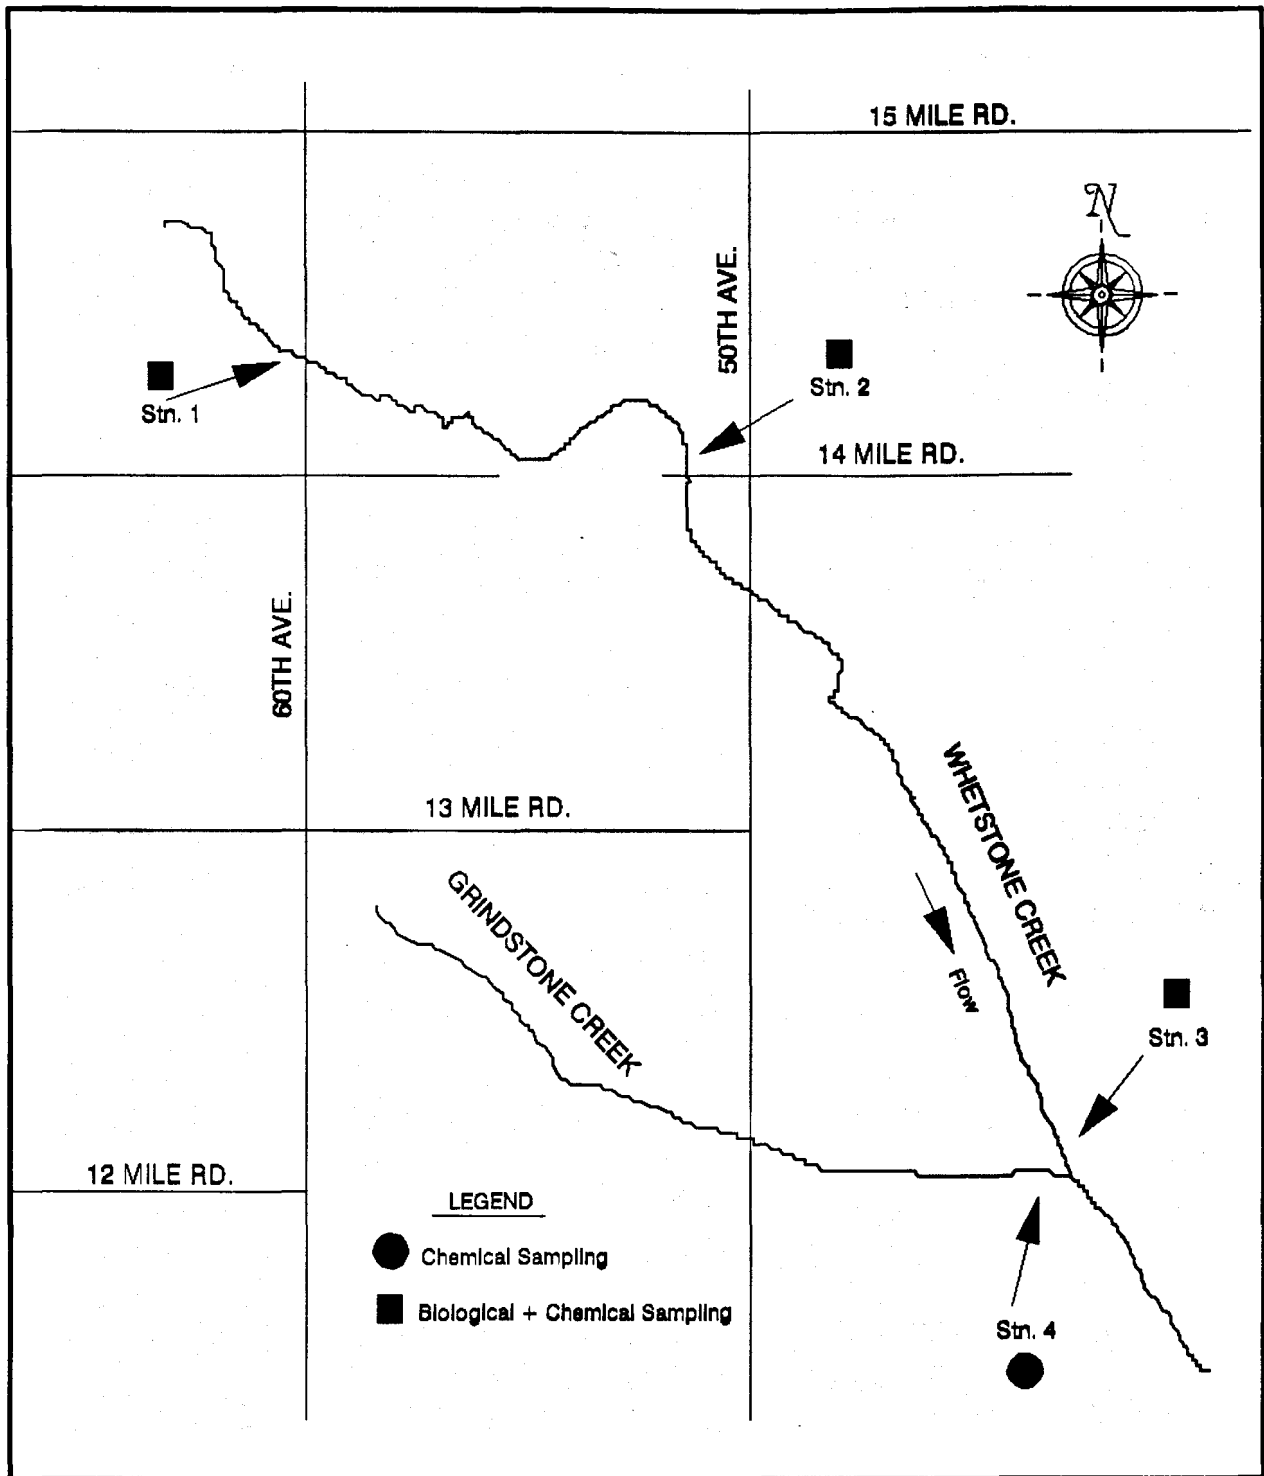 15 MILE RD.
N
50TH AVE.
Stn. 1
Stn. 2
14 MILE RD.
60TH AVE.
WHETSTONE CREEK
13 MILE RD.
GRINDSTONE CREEK
Flow
Stn. 3
12 MILE RD.
LEGEND
Chemical Sampling
Biological + Chemical Sampling
Stn. 4